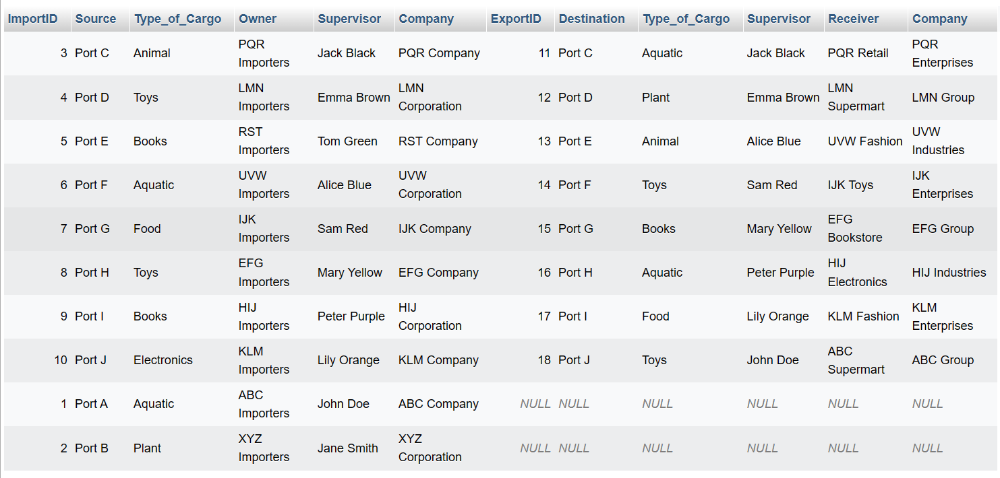 ImportID Source Type_of_Cargo Owner Supervisor Company ExportID Destination Type_of_Cargo Supervisor Receiver Company
3 Port C Animal PQR Importers Jack Black PQR Company 11 Port C Aquatic Jack Black PQR Retail PQR Enterprises
4 Port D Toys LMN Importers Emma Brown LMN Corporation 12 Port D Plant Emma Brown LMN Supermart LMN Group
5 Port E Books RST Importers Tom Green RST Company 13 Port E Animal Alice Blue UVW Fashion UVW Industries
6 Port F Aquatic UVW Importers Alice Blue UVW Corporation 14 Port F Toys Sam Red IJK Toys IJK Enterprises
7 Port G Food IJK Importers Sam Red IJK Company 15 Port G Books Mary Yellow EFG Bookstore EFG Group
8 Port H Toys EFG Importers Mary Yellow EFG Company 16 Port H Aquatic Peter Purple HIJ Electronics HIJ Industries
9 Port I Books HIJ Importers Peter Purple HIJ Corporation 17 Port I Food Lily Orange KLM Fashion KLM Enterprises
10 Port J Electronics KLM Importers Lily Orange KLM Company 18 Port J Toys John Doe ABC Supermart ABC Group
1 Port A Aquatic ABC Importers John Doe ABC Company NULL NULL NULL NULL NULL NULL
2 Port B Plant XYZ Importers Jane Smith XYZ Corporation NULL NULL NULL NULL NULL NULL